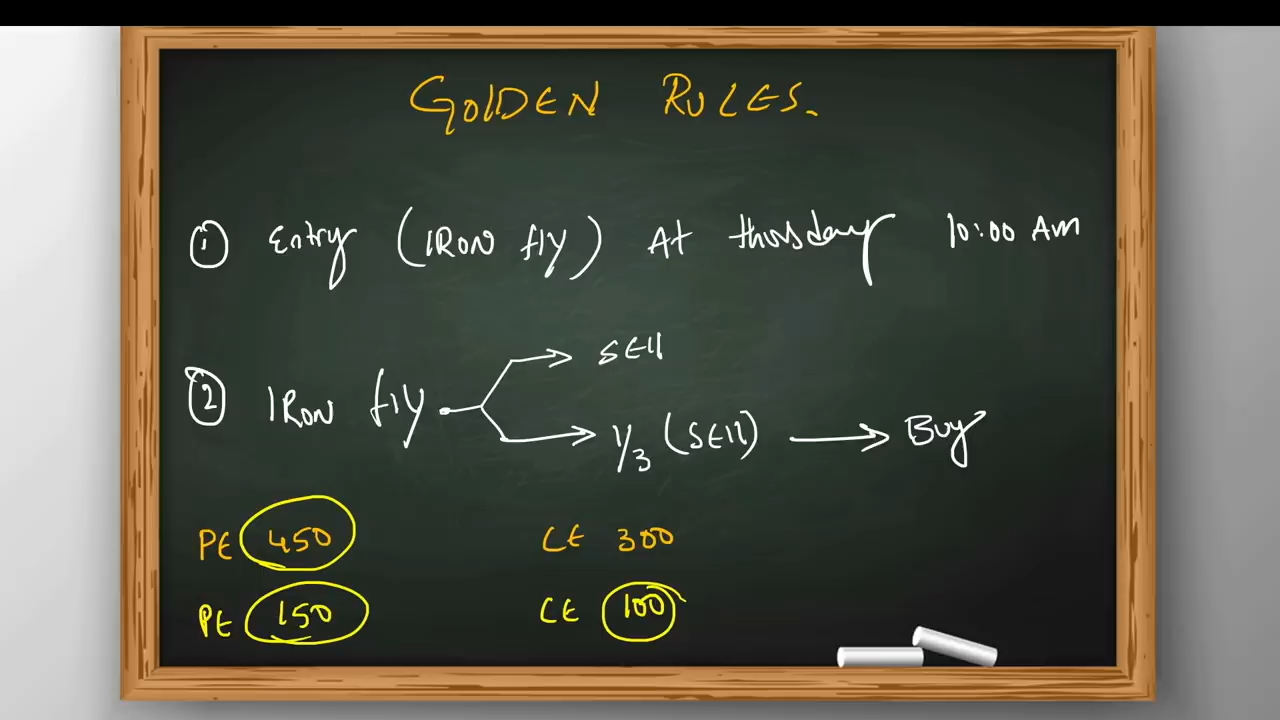 GOLDEN RULES.
① Entry (IRON fly) At thursday 10:00 AM
② IRON fly → SEll
→ 1/3 (SEll) → Buy
PE 450 CE 300
PE 150 CE 100